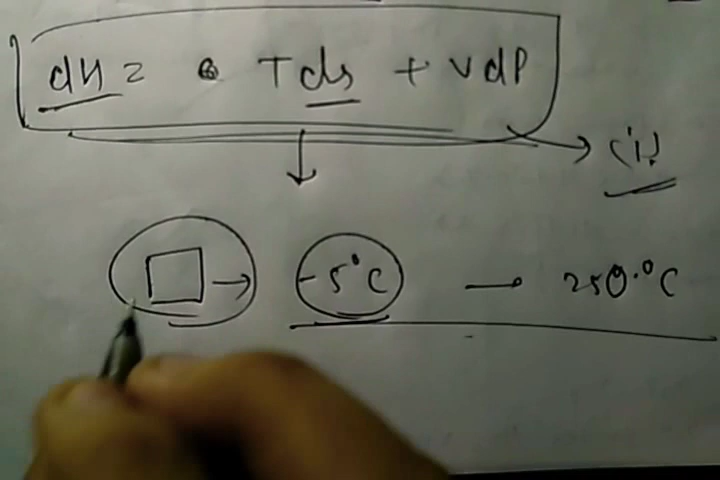 dH = Tds + vdP
(i)
→ -5°C → 250°C